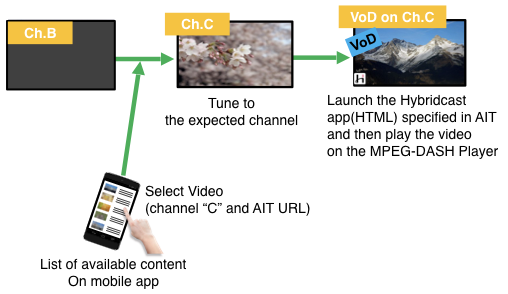 Ch.B
Ch.C
VoD on Ch.C
VoD
H
Tune to
the expected channel
Launch the Hybridcast
app(HTML) specified in AIT
and then play the video
on the MPEG-DASH Player
Select Video
(channel “C” and AIT URL)
List of available content
On mobile app